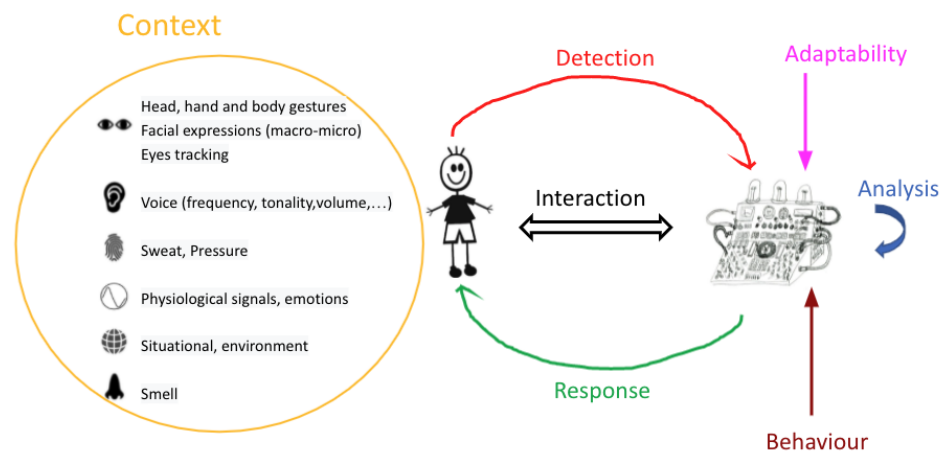 Context
Head, hand and body gestures
Facial expressions (macro-micro)
Eyes tracking
Voice (frequency, tonality,volume,...)
Sweat, Pressure
Physiological signals, emotions
Situational, environment
Smell
Detection
Interaction
Response
Adaptability
Analysis
Behaviour